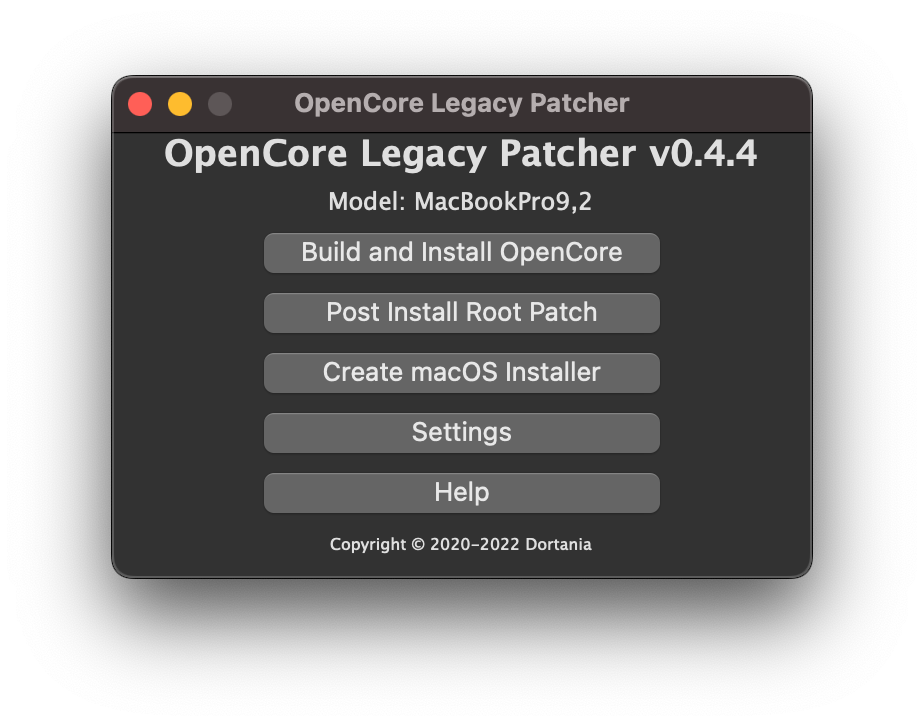 OpenCore Legacy Patcher
OpenCore Legacy Patcher v0.4.4
Model: MacBookPro9,2
Build and Install OpenCore
Post Install Root Patch
Create macOS Installer
Settings
Help
Copyright © 2020-2022 Dortania